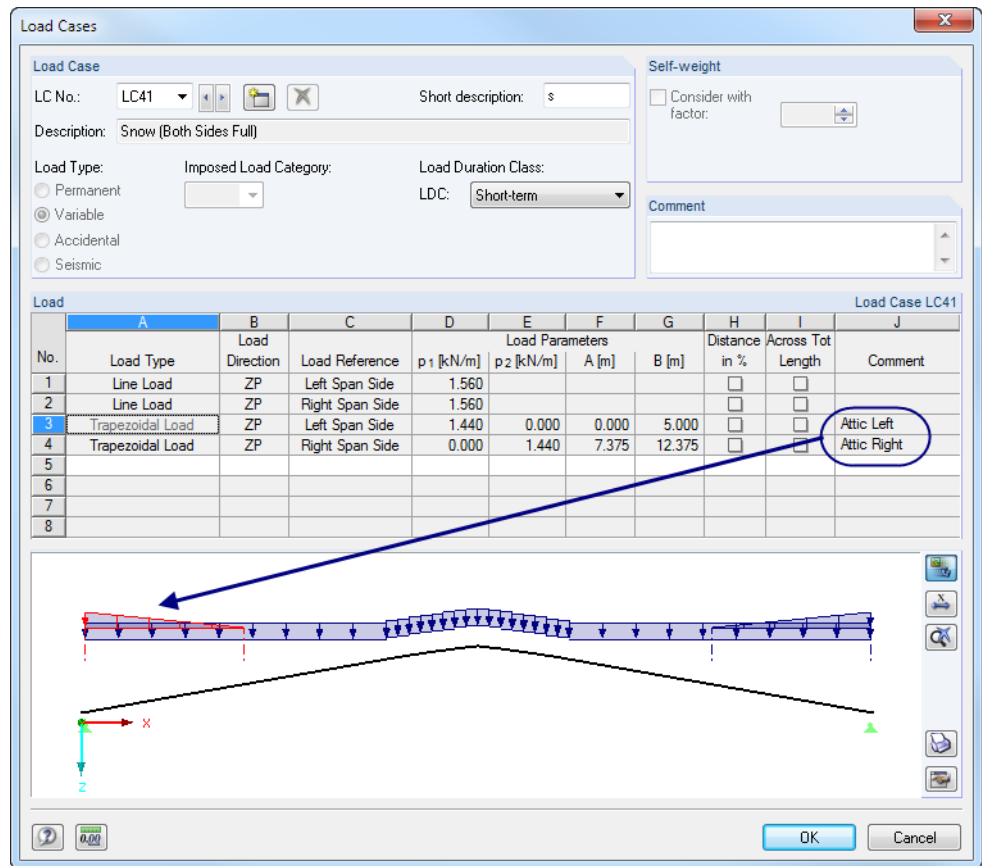 Load Cases
Load Case
LC No.: LC41
Short description: s
Description: Snow (Both Sides Full)
Load Type: Imposed Load Category: Load Duration Class:
Permanent
LDC: Short-term
Variable
Accidental
Seismic
Self-weight
Consider with factor:
Comment
Load Load Case LC41
A B C D E F G H I J
Load Load Parameters Distance Across Tot
No. Load Type Direction Load Reference p 1 [kN/m] p 2 [kN/m] A [m] B [m] in % Length Comment
1 Line Load ZP Left Span Side 1.560
2 Line Load ZP Right Span Side 1.560
3 Trapezoidal Load ZP Left Span Side 1.440 0.000 0.000 5.000 Attic Left
4 Trapezoidal Load ZP Right Span Side 0.000 1.440 7.375 12.375 Attic Right
5
6
7
8
X
Z
x
0.00
OK Cancel